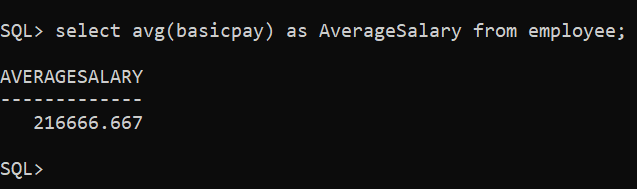 SQL> select avg(basicpay) as AverageSalary from employee;
AVERAGESALARY
-------------
216666.667
SQL>